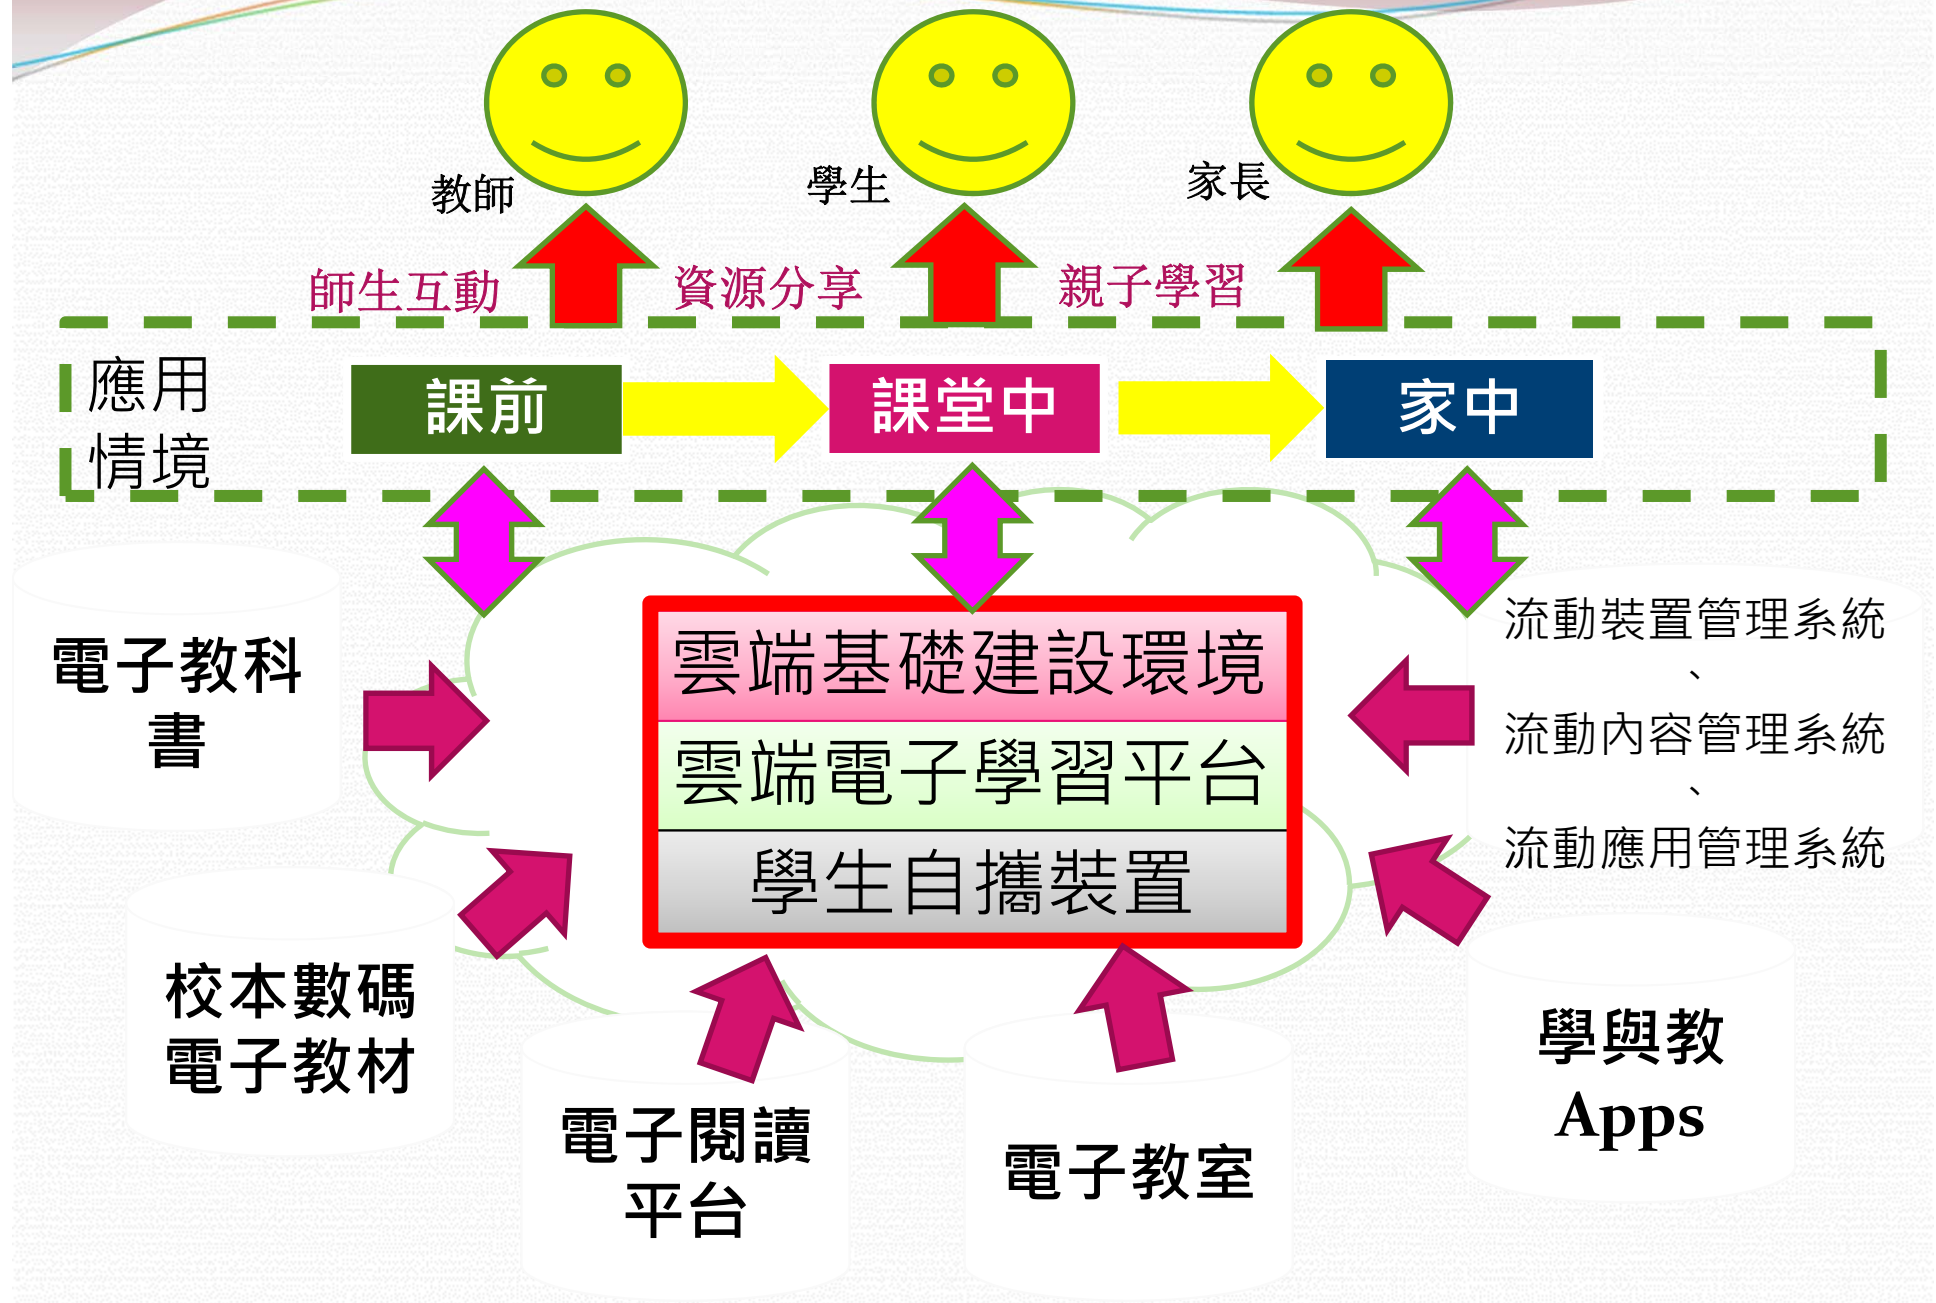 教師
學生
家長
師生互動
資源分享
親子學習
應用
情境
課前
課堂中
家中
電子教科
書
雲端基礎建設環境
雲端電子學習平台
學生自攜裝置
流動裝置管理系統
、
流動內容管理系統
、
流動應用管理系統
校本數碼
電子教材
電子閱讀
平台
電子教室
學與教
Apps